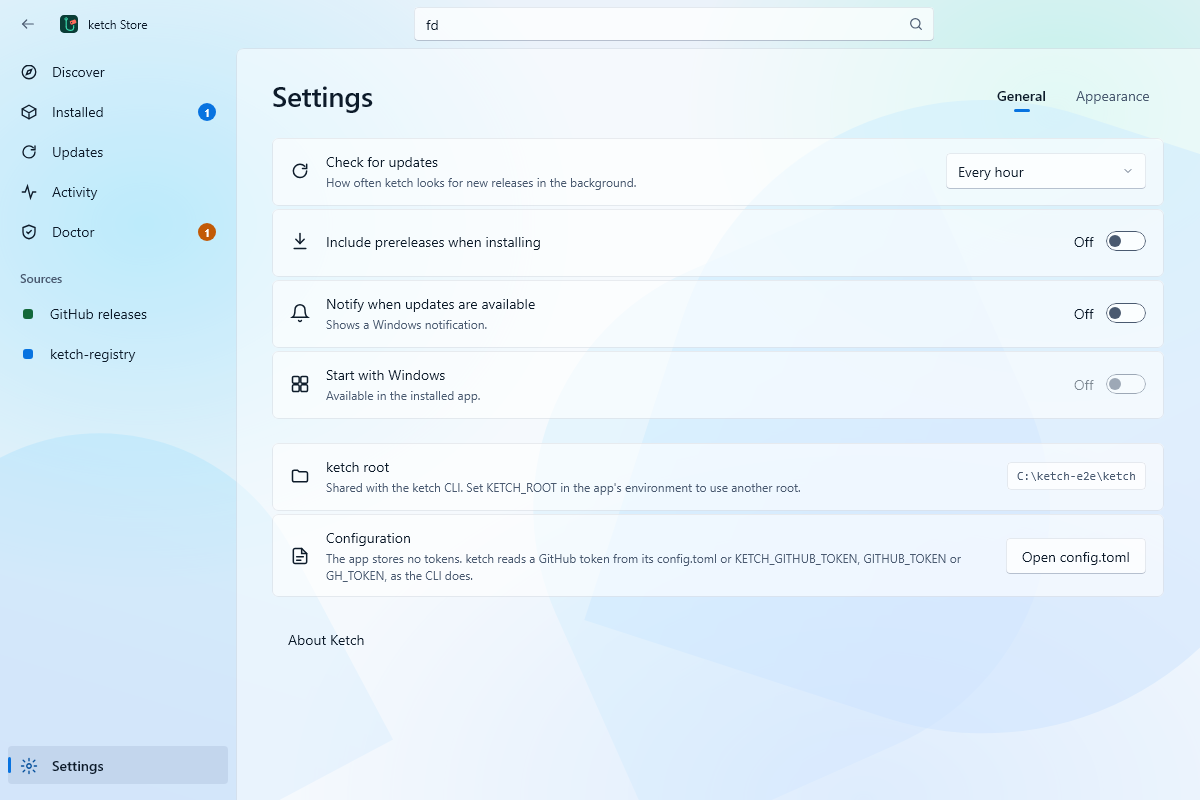 ketch Store
fd
Discover
Installed
1
Updates
Activity
Doctor
1
Sources
GitHub releases
ketch-registry
Settings
Settings
General
Appearance
Check for updates
How often ketch looks for new releases in the background.
Every hour
Include prereleases when installing
Off
Notify when updates are available
Shows a Windows notification.
Off
Start with Windows
Available in the installed app.
Off
ketch root
Shared with the ketch CLI. Set KETCH_ROOT in the app's environment to use another root.
C:\ketch-e2e\ketch
Configuration
The app stores no tokens. ketch reads a GitHub token from its config.toml or KETCH_GITHUB_TOKEN, GITHUB_TOKEN or
GH_TOKEN, as the CLI does.
Open config.toml
About Ketch